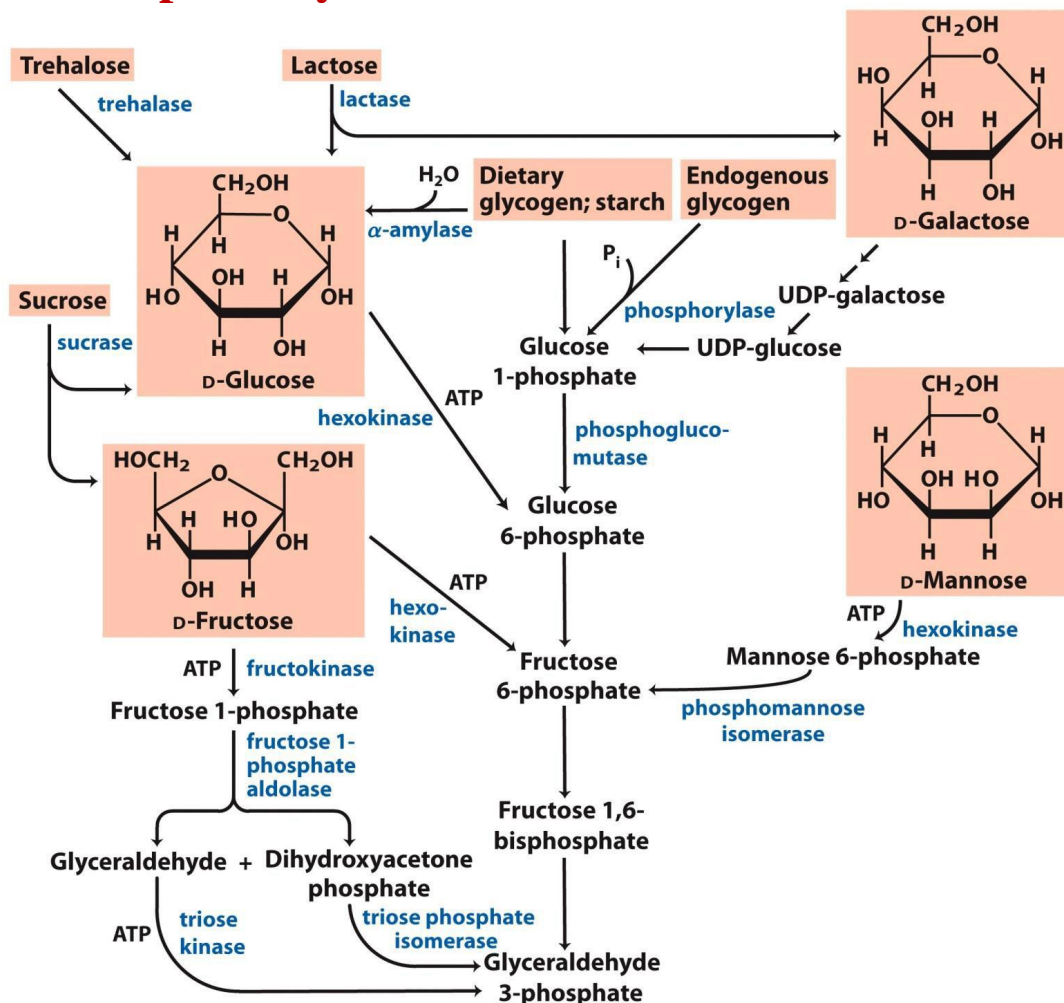 Trehalose
trehalase
Lactose
lactase
CH₂OH
O
HO
H
H
OH
H
H
H
OH
H
OH
D-Galactose
CH₂OH
O
H
H
H
OH
H
HO
OH
H
OH
D-Glucose
H₂O
α-amylase
Dietary
glycogen; starch
Endogenous
glycogen
Pᵢ
phosphorylase
UDP-galactose
UDP-glucose
Glucose
1-phosphate
Sucrose
sucrase
hexokinase
ATP
phosphogluco-
mutase
CH₂OH
O
H
H
H
OH
HO
HO
OH
H
H
D-Mannose
HOCH₂
O
CH₂OH
H
HO
H
OH
OH
H
D-Fructose
Glucose
6-phosphate
ATP
hexo-
kinase
ATP
hexokinase
Mannose 6-phosphate
phosphomannose
isomerase
Fructose
6-phosphate
ATP
fructokinase
Fructose 1-phosphate
fructose 1-
phosphate
aldolase
Fructose 1,6-
bisphosphate
Glyceraldehyde + Dihydroxyacetone
phosphate
ATP
triose
kinase
triose phosphate
isomerase
Glyceraldehyde
3-phosphate